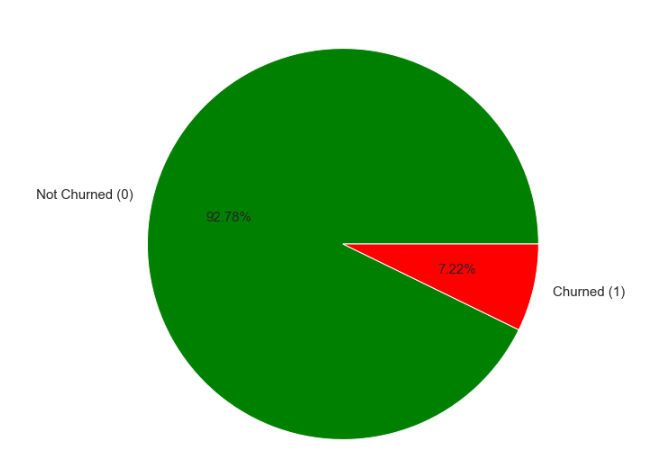 Not Churned (0)
92.78%
7.22%
Churned (1)